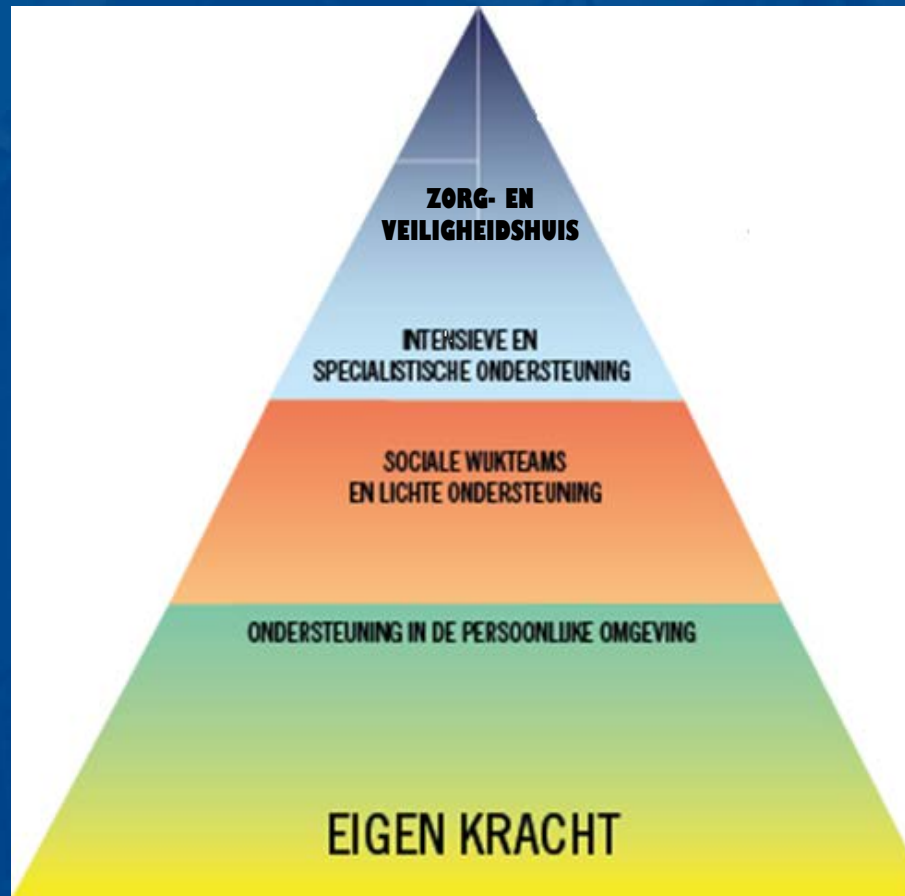 ZORG- EN
VEILIGHEIDSHUIS
INTENSIEVE EN
SPECIALISTISCHE ONDERSTEUNING
SOCIALE WIJKTEAMS
EN LICHTE ONDERSTEUNING
ONDERSTEUNING IN DE PERSOONLIJKE OMGEVING
EIGEN KRACHT